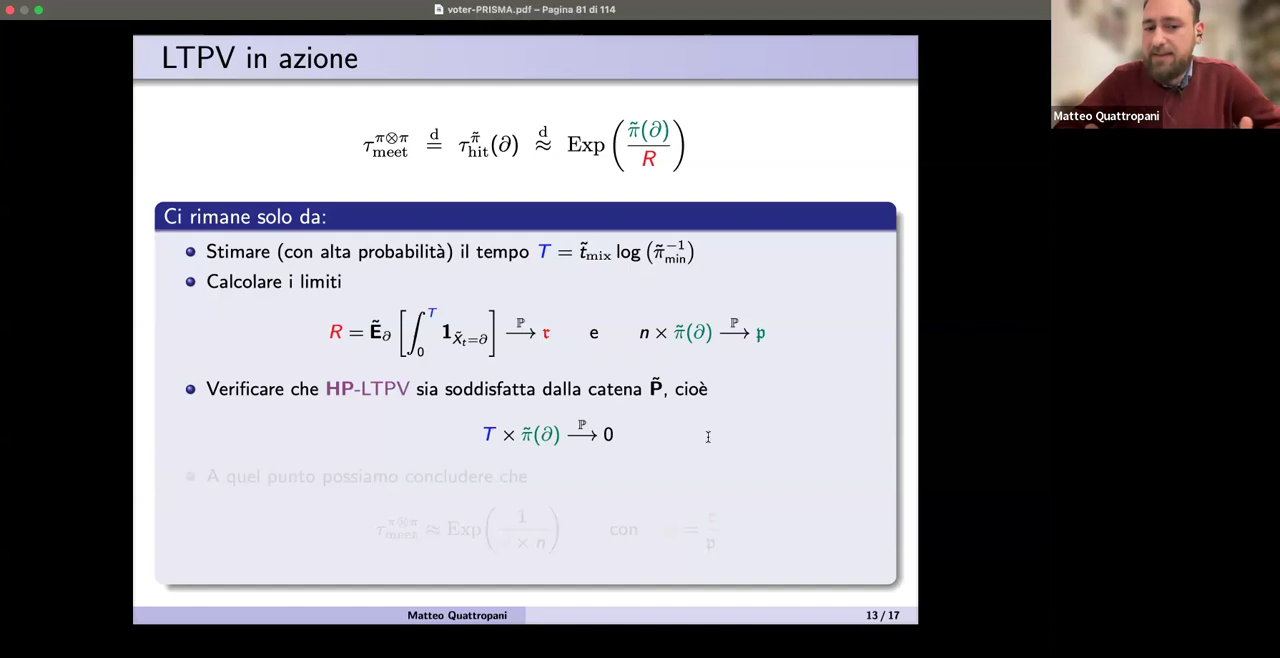 voter-PRISMA.pdf – Pagina 81 di 114
Matteo Quattropani
LTPV in azione
τ_meet^{π⊗π} =^d τ_hit^{π̃}(∂) ≈^d Exp(π̃(∂)/R)
Ci rimane solo da:
Stimare (con alta probabilità) il tempo T = t̃_mix log (π̃_min^{-1})
Calcolare i limiti
R = Ẽ_∂ [∫_0^T 1_{X̃_t=∂}] →^ℙ 𝔯 e n × π̃(∂) →^ℙ 𝔭
Verificare che HP-LTPV sia soddisfatta dalla catena P̃, cioè
T × π̃(∂) →^ℙ 0
A quel punto possiamo concludere che
Matteo Quattropani 13 / 17